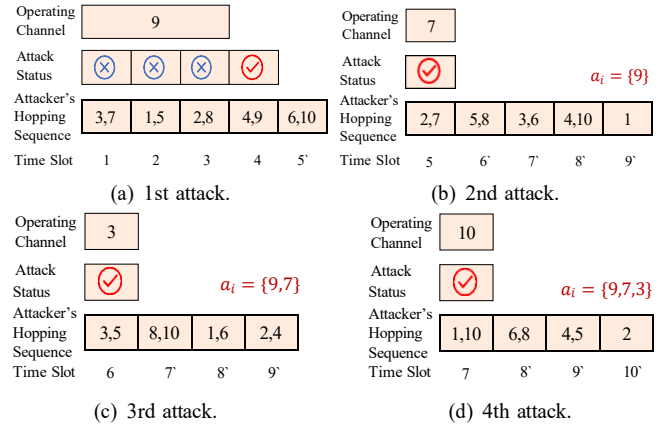 Operating
Channel
9
Attack
Status
Attacker's
Hopping
Sequence
3,7 1,5 2,8 4,9 6,10
Time Slot 1 2 3 4 5`
(a) 1st attack.
Operating
Channel
7
Attack
Status
a_i = {9}
Attacker's
Hopping
Sequence
2,7 5,8 3,6 4,10 1
Time Slot 5 6` 7` 8` 9`
(b) 2nd attack.
Operating
Channel
3
Attack
Status
a_i = {9,7}
Attacker's
Hopping
Sequence
3,5 8,10 1,6 2,4
Time Slot 6 7` 8` 9`
(c) 3rd attack.
Operating
Channel
10
Attack
Status
a_i = {9,7,3}
Attacker's
Hopping
Sequence
1,10 6,8 4,5 2
Time Slot 7 8` 9` 10`
(d) 4th attack.